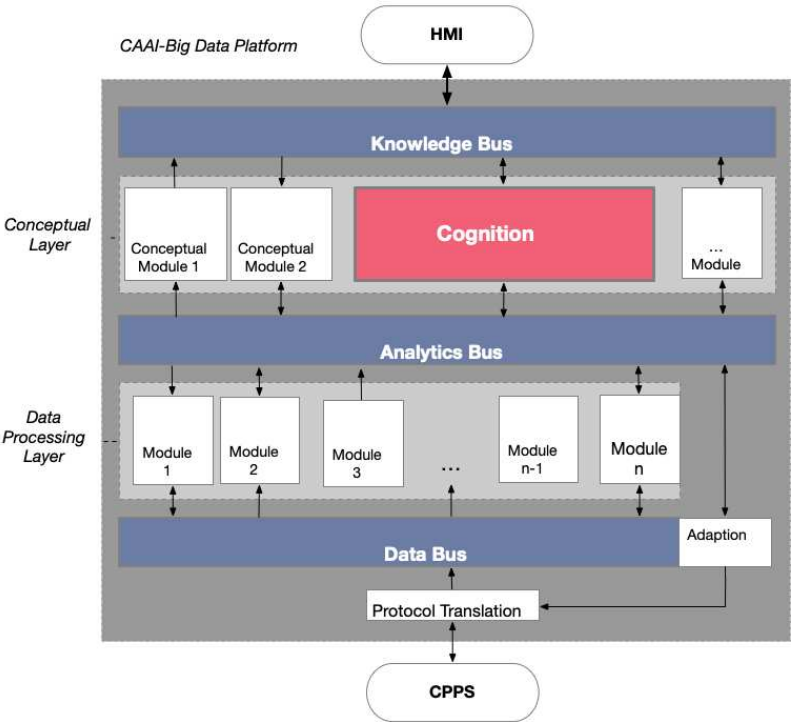 HMI
CAAI-Big Data Platform
Knowledge Bus
Conceptual
Layer
Conceptual
Module 1
Conceptual
Module 2
Cognition
...
Module
Analytics Bus
Data
Processing
Layer
Module
1
Module
2
Module
3
...
Module
n-1
Module
n
Data Bus
Adaption
Protocol Translation
CPPS